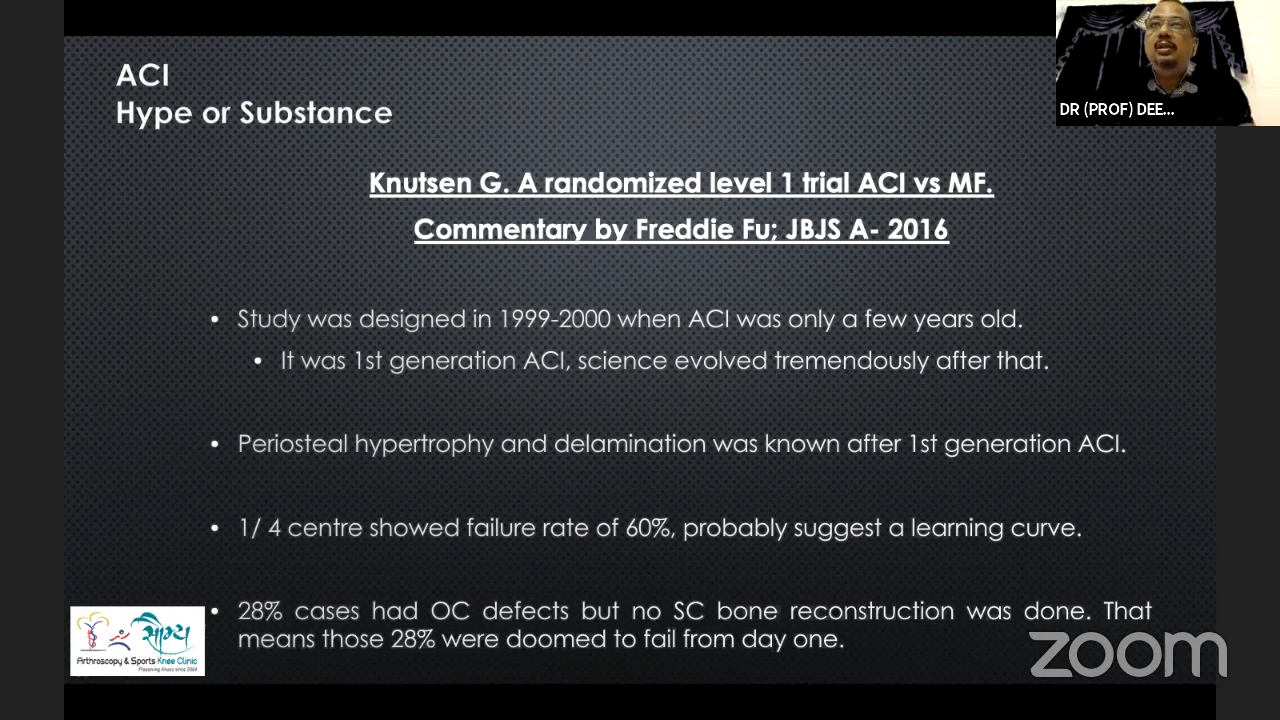 ACI
Hype or Substance
DR (PROF) DEE...
Knutsen G. A randomized level 1 trial ACI vs MF.
Commentary by Freddie Fu; JBJS A- 2016
• Study was designed in 1999-2000 when ACI was only a few years old.
• It was 1st generation ACI, science evolved tremendously after that.
• Periosteal hypertrophy and delamination was known after 1st generation ACI.
• 1/ 4 centre showed failure rate of 60%, probably suggest a learning curve.
• 28% cases had OC defects but no SC bone reconstruction was done. That
means those 28% were doomed to fail from day one.
सौग्य
Arthroscopy & Sports Knee Clinic
Preserving Knees since 2004
zoom